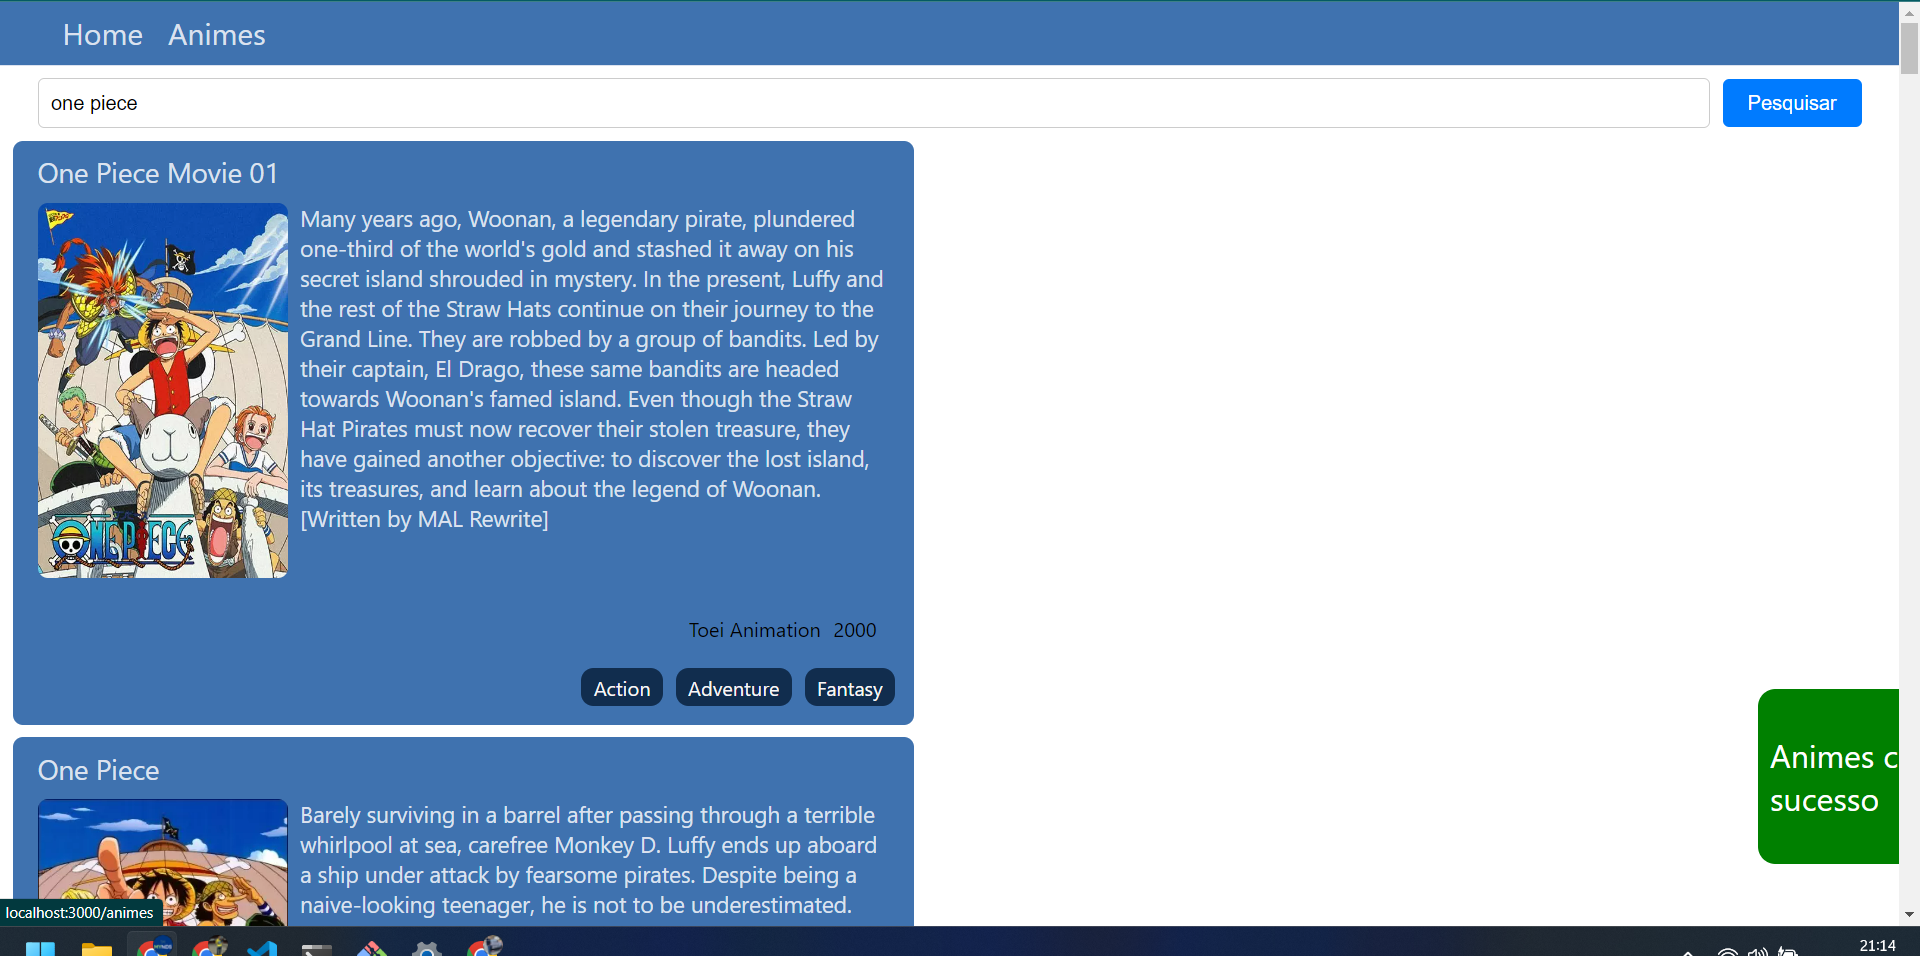 Home Animes
one piece
Pesquisar
One Piece Movie 01
Many years ago, Woonan, a legendary pirate, plundered
one-third of the world's gold and stashed it away on his
secret island shrouded in mystery. In the present, Luffy and
the rest of the Straw Hats continue on their journey to the
Grand Line. They are robbed by a group of bandits. Led by
their captain, El Drago, these same bandits are headed
towards Woonan's famed island. Even though the Straw
Hat Pirates must now recover their stolen treasure, they
have gained another objective: to discover the lost island,
its treasures, and learn about the legend of Woonan.
[Written by MAL Rewrite]
ONE PIECE
Toei Animation 2000
Action Adventure Fantasy
Animes c
sucesso
One Piece
Barely surviving in a barrel after passing through a terrible
whirlpool at sea, carefree Monkey D. Luffy ends up aboard
a ship under attack by fearsome pirates. Despite being a
naive-looking teenager, he is not to be underestimated.
localhost:3000/animes
21:14